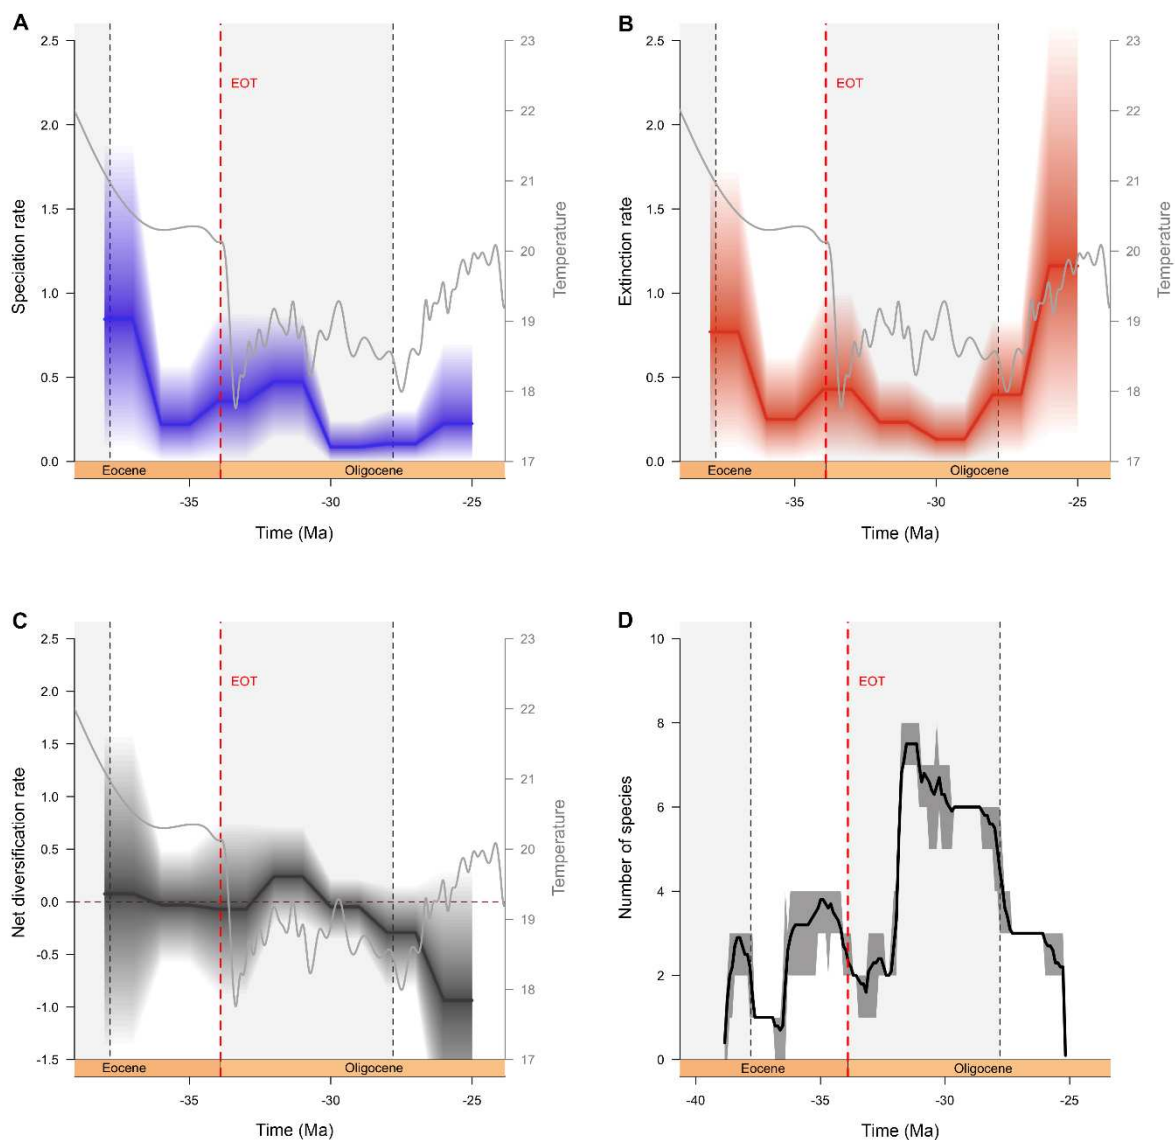 A
2.5
2.0
1.5
1.0
0.5
0.0
Speciation rate
EOT
23
22
21
20
19
18
17
Temperature
Eocene
Oligocene
-35
-30
-25
Time (Ma)
B
2.5
2.0
1.5
1.0
0.5
0.0
Extinction rate
EOT
23
22
21
20
19
18
17
Temperature
Eocene
Oligocene
-35
-30
-25
Time (Ma)
C
2.5
2.0
1.5
1.0
0.5
0.0
-0.5
-1.0
-1.5
Net diversification rate
EOT
23
22
21
20
19
18
17
Temperature
Eocene
Oligocene
-35
-30
-25
Time (Ma)
D
10
8
6
4
2
0
Number of species
EOT
Eocene
Oligocene
-40
-35
-30
-25
Time (Ma)